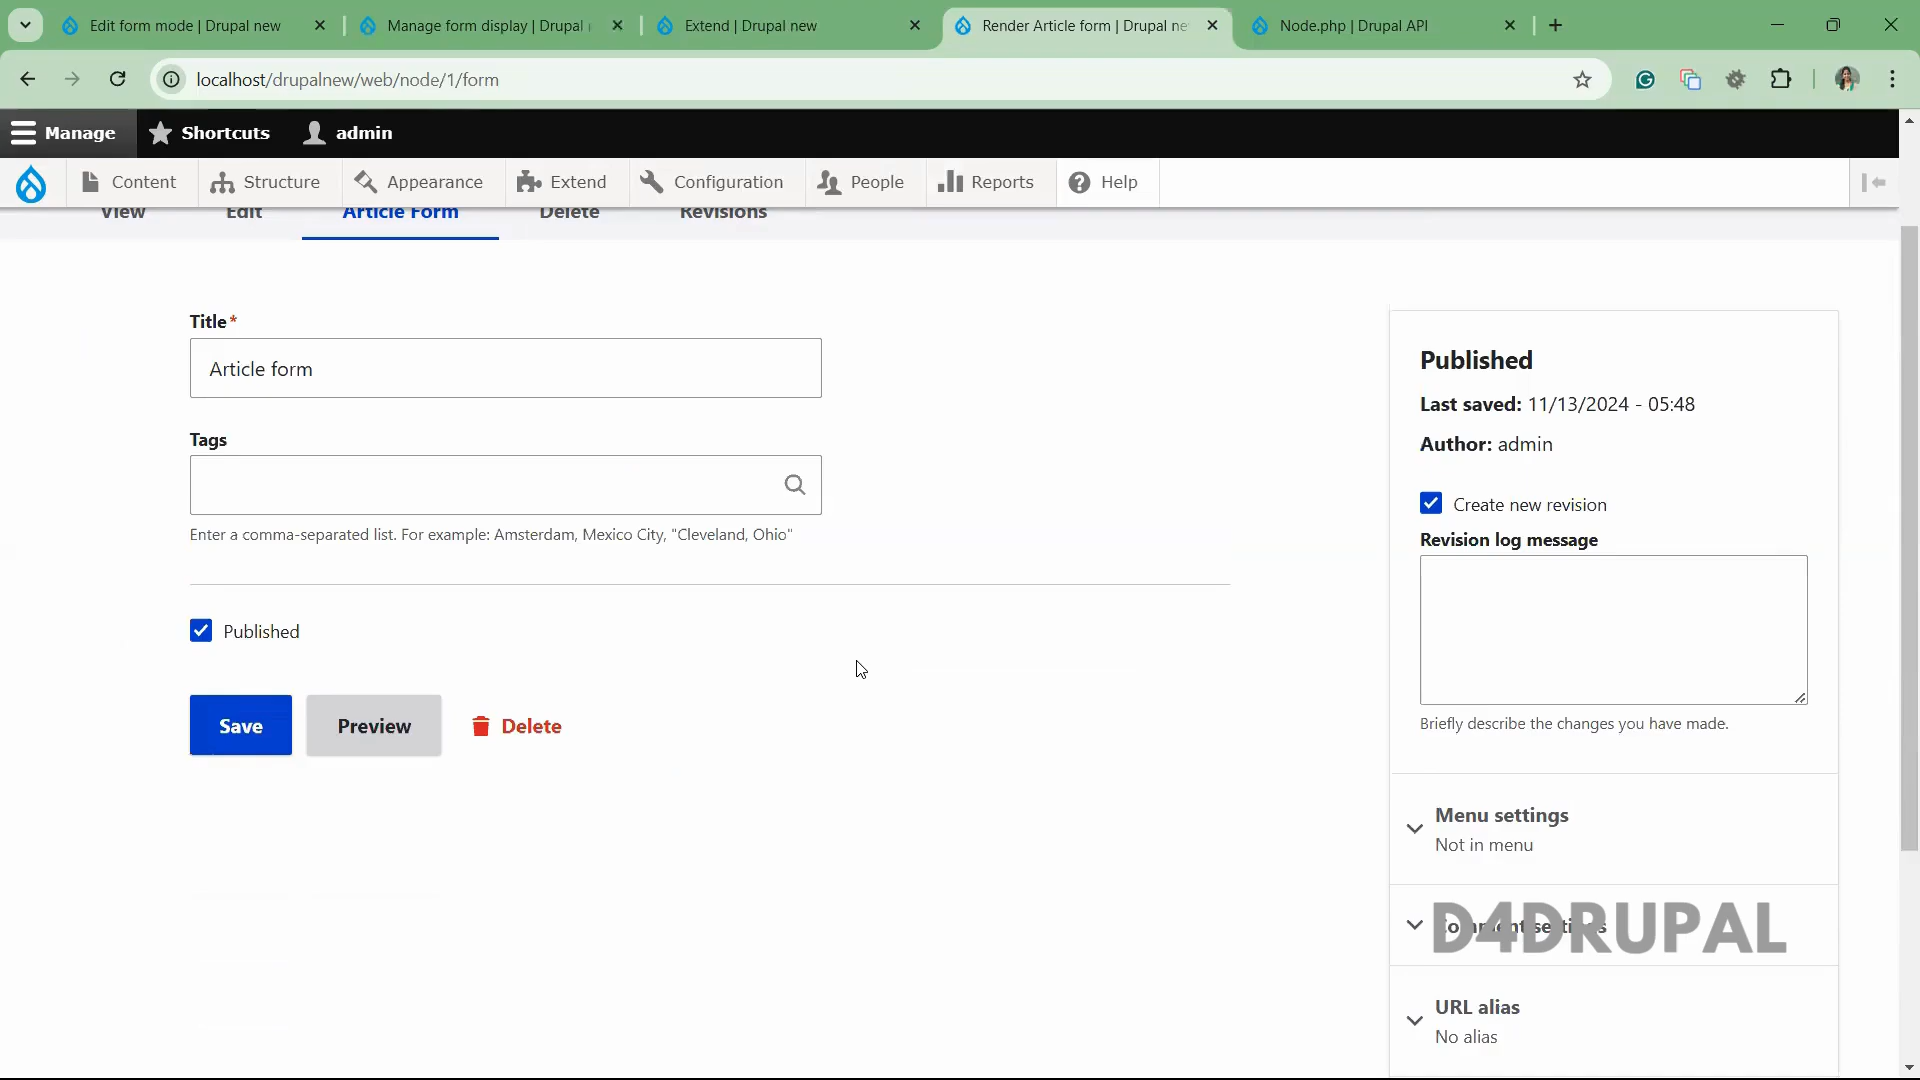 Edit form mode | Drupal new
Manage form display | Drupal
Extend | Drupal new
Render Article form | Drupal ne
Node.php | Drupal API
localhost/drupalnew/web/node/1/form
Manage
Shortcuts
admin
Content
Structure
Appearance
Extend
Configuration
People
Reports
Help
View
Edit
Article Form
Delete
Revisions
Title*
Article form
Tags
Enter a comma-separated list. For example: Amsterdam, Mexico City, "Cleveland, Ohio"
Published
Save
Preview
Delete
Published
Last saved: 11/13/2024 - 05:48
Author: admin
Create new revision
Revision log message
Briefly describe the changes you have made.
Menu settings
Not in menu
Comment settings
D4DRUPAL
URL alias
No alias